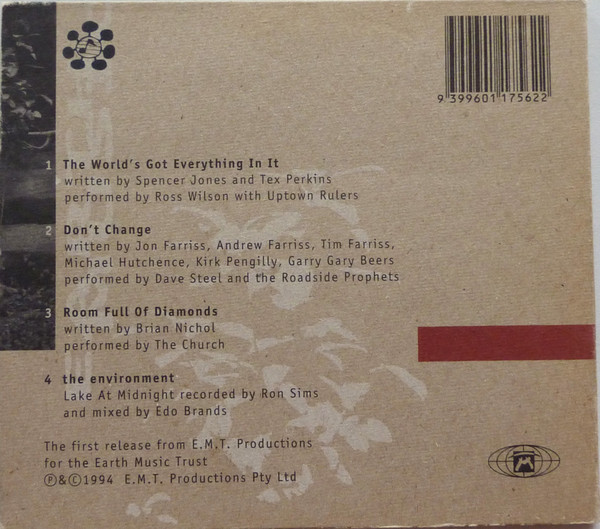 9 399601 175622
1 The World's Got Everything In It
written by Spencer Jones and Tex Perkins
performed by Ross Wilson with Uptown Rulers
2 Don't Change
written by Jon Farriss, Andrew Farriss, Tim Farriss,
Michael Hutchence, Kirk Pengilly, Garry Gary Beers
performed by Dave Steel and the Roadside Prophets
3 Room Full Of Diamonds
written by Brian Nichol
performed by The Church
4 the environment
Lake At Midnight recorded by Ron Sims
and mixed by Edo Brands
The first release from E.M.T. Productions
for the Earth Music Trust
Ⓟ&Ⓒ1994 E.M.T. Productions Pty Ltd